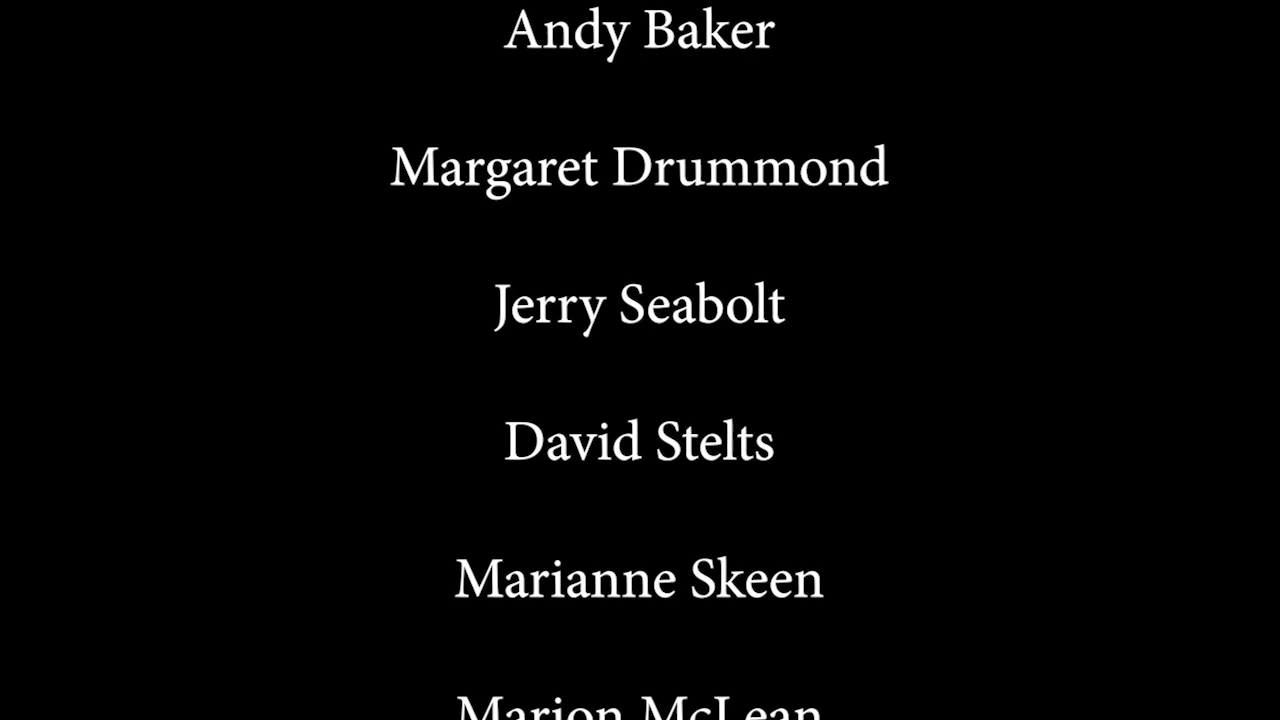 Andy Baker
Margaret Drummond
Jerry Seabolt
David Stelts
Marianne Skeen
Marion McLean